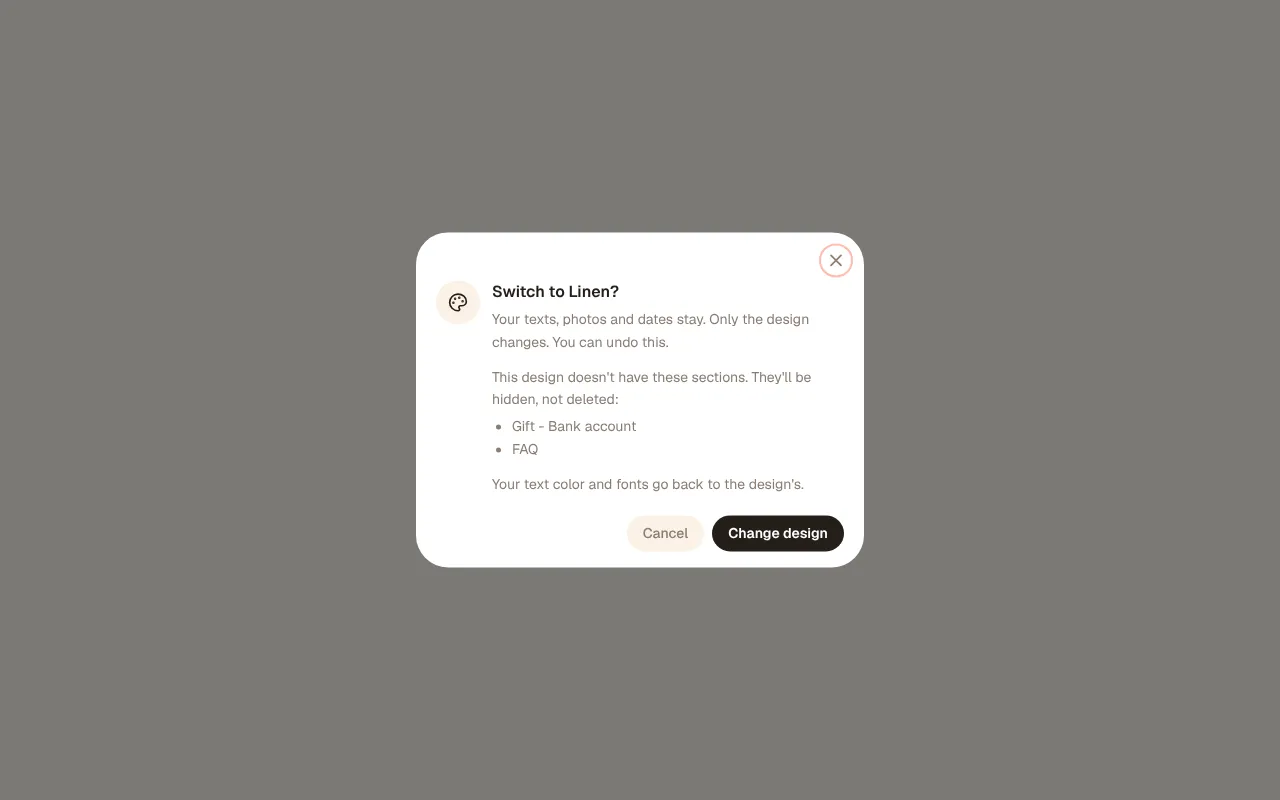 Switch to Linen?
Your texts, photos and dates stay. Only the design
changes. You can undo this.
This design doesn't have these sections. They'll be
hidden, not deleted:
• Gift - Bank account
• FAQ
Your text color and fonts go back to the design's.
Cancel
Change design